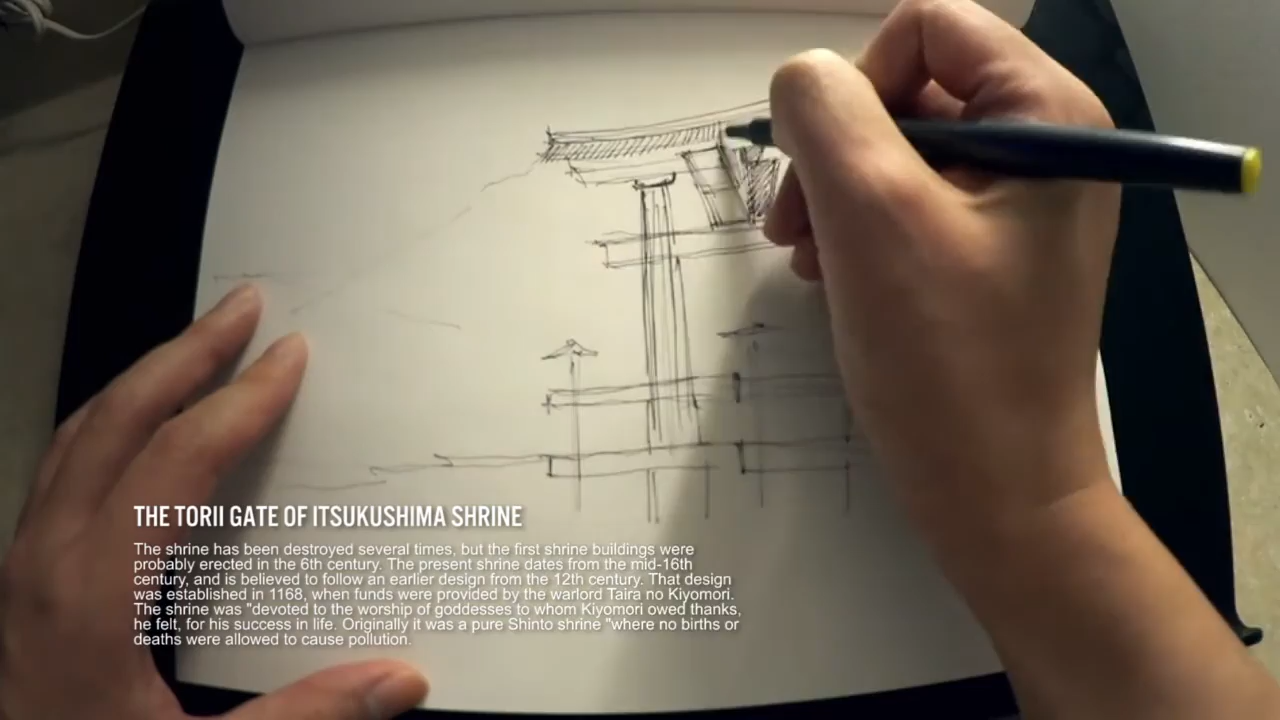 THE TORII GATE OF ITSUKUSHIMA SHRINE
The shrine has been destroyed several times, but the first shrine buildings were
probably erected in the 6th century. The present shrine dates from the mid-16th
century, and is believed to follow an earlier design from the 12th century. That design
was established in 1168, when funds were provided by the warlord Taira no Kiyomori.
The shrine was "devoted to the worship of goddesses to whom Kiyomori owed thanks,
he felt, for his success in life. Originally it was a pure Shinto shrine "where no births or
deaths were allowed to cause pollution.